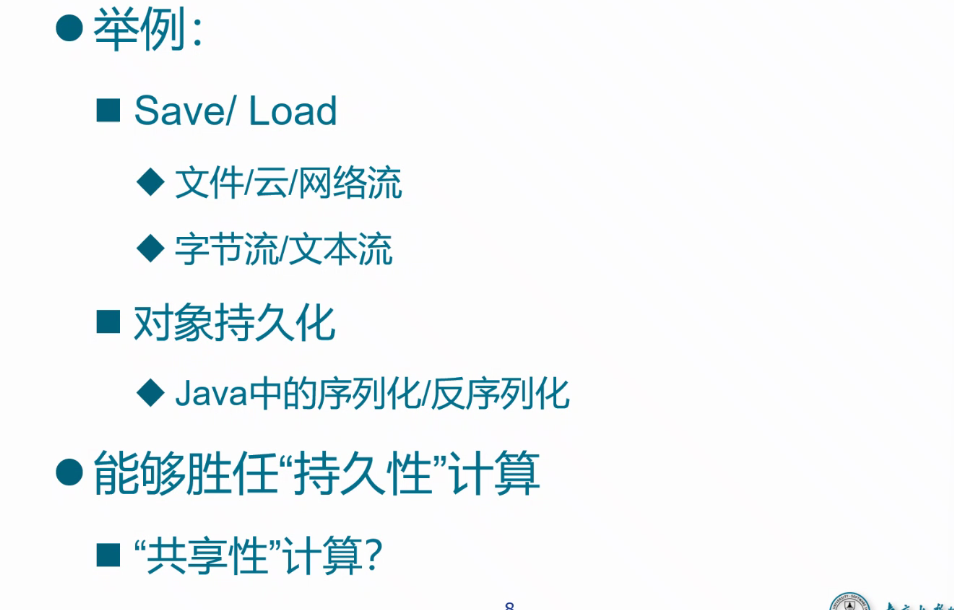 举例：
Save/ Load
文件/云/网络流
字节流/文本流
对象持久化
Java中的序列化/反序列化
能够胜任“持久性”计算
“共享性”计算？
8